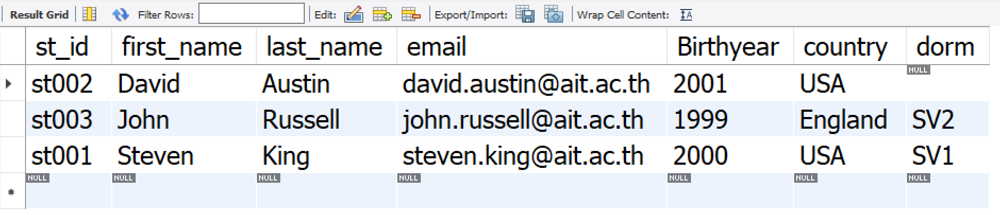 Result Grid Filter Rows: Edit: Export/Import: Wrap Cell Content: A
st_id first_name last_name email Birthyear country dorm
st002 David Austin david.austin@ait.ac.th 2001 USA NULL
st003 John Russell john.russell@ait.ac.th 1999 England SV2
st001 Steven King steven.king@ait.ac.th 2000 USA SV1
NULL NULL NULL NULL NULL NULL NULL